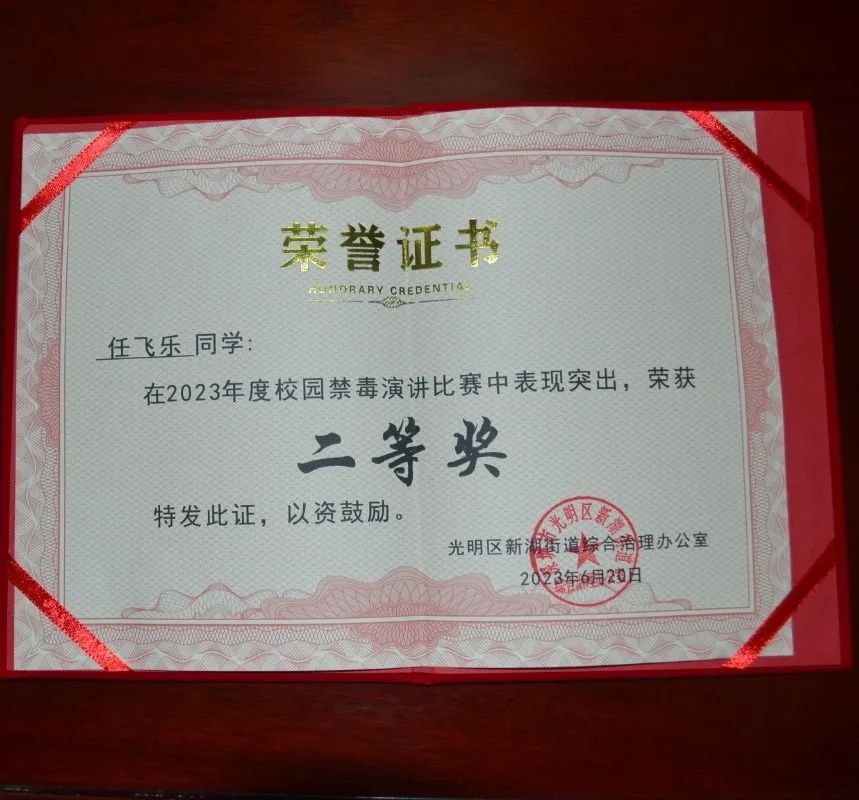 荣誉证书
HONORARY CREDENTIAL
任飞乐 同学:
在2023年度校园禁毒演讲比赛中表现突出，荣获
二等奖
特发此证，以资鼓励。
光明区新湖街道综合治理办公室
2023年6月20日